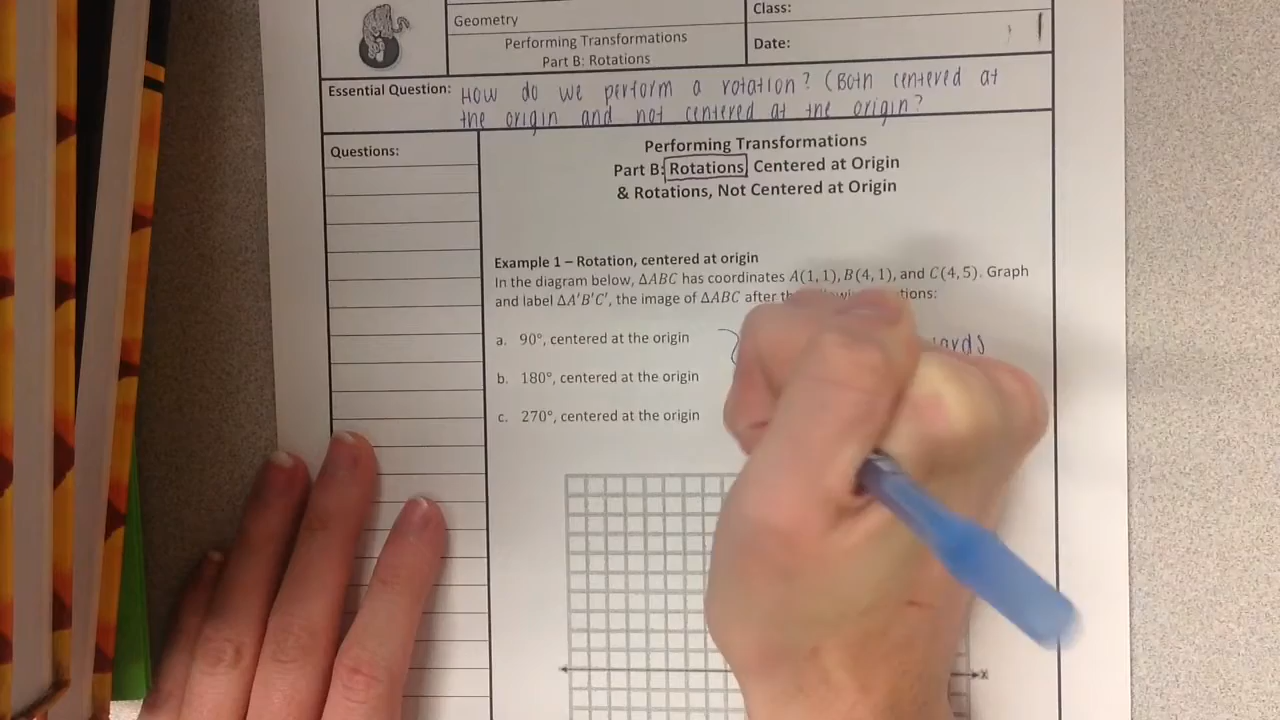 Geometry
Class:
Performing Transformations
Part B: Rotations
Date:
Essential Question: How do we perform a rotation? (Both centered at
the origin and not centered at the origin?
Questions:
Performing Transformations
Part B: Rotations Centered at Origin
& Rotations, Not Centered at Origin
Example 1 – Rotation, centered at origin
In the diagram below, ΔABC has coordinates A(1, 1), B(4, 1), and C(4, 5). Graph
and label ΔA'B'C', the image of ΔABC after
a. 90°, centered at the origin
b. 180°, centered at the origin
c. 270°, centered at the origin
x